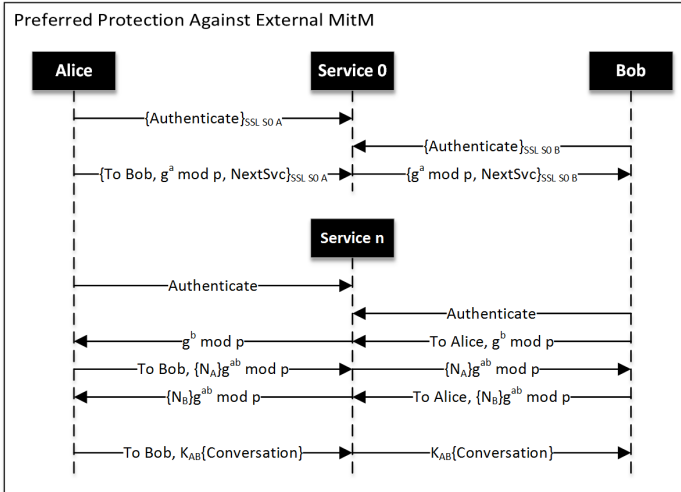 Preferred Protection Against External MitM
Alice Service 0 Bob
{Authenticate}SSL S0 A
{Authenticate}SSL S0 B
{To Bob, gᵃ mod p, NextSvc}SSL S0 A {gᵃ mod p, NextSvc}SSL S0 B
Service n
Authenticate
Authenticate
gᵇ mod p To Alice, gᵇ mod p
To Bob, {NA}gᵃᵇ mod p {NA}gᵃᵇ mod p
{NB}gᵃᵇ mod p To Alice, {NB}gᵃᵇ mod p
To Bob, KAB{Conversation} KAB{Conversation}